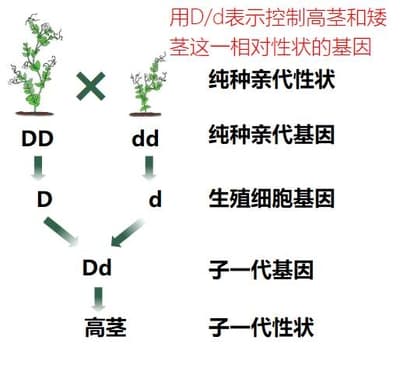 用D/d表示控制高茎和矮
茎这一相对性状的基因
纯种亲代性状
DD dd 纯种亲代基因
D d 生殖细胞基因
Dd 子一代基因
高茎 子一代性状